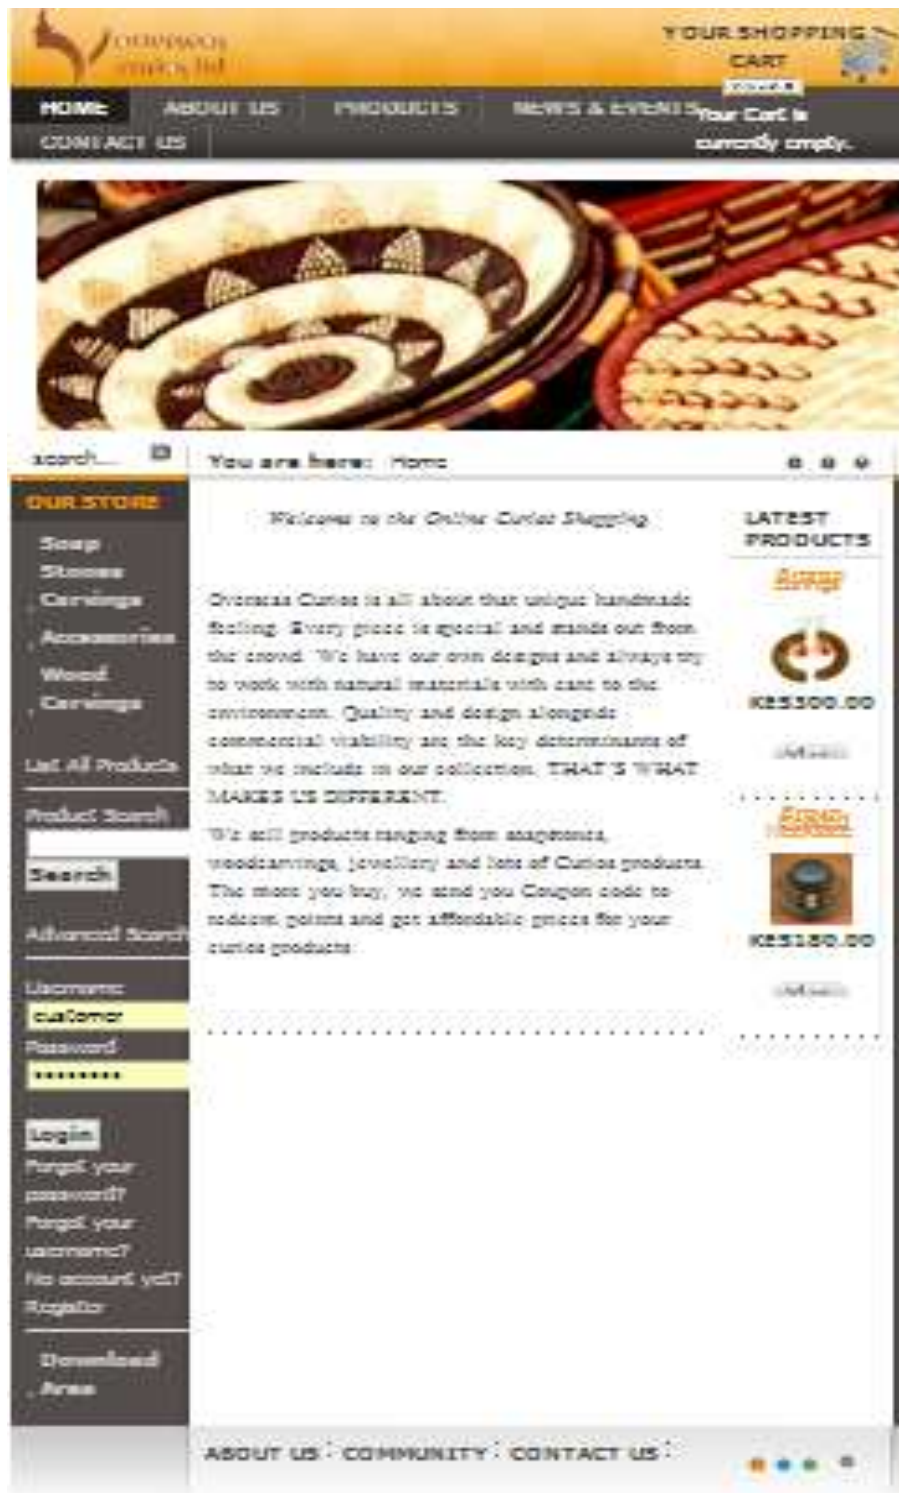 overseas
curios ltd
YOUR SHOPPING
CART
Your Cart is
currently empty.
HOME ABOUT US PRODUCTS NEWS & EVENTS
CONTACT US
search...
You are here: Home
OUR STORE
Soap
Stones
Carvings
Accessories
Wood
Carvings
List All Products
Product Search
Search
Advanced Search
Username
customer
Password
••••••••
Login
Forgot your
password?
Forgot your
username?
No account yet?
Register
Download
Area
Welcome to the Online Curios Shopping
Overseas Curios is all about that unique handmade
feeling. Every piece is special and stands out from
the crowd. We have our own designs and always try
to work with natural materials with care to the
environment. Quality and design alongside
commercial viability are the key determinants of
what we include in our collection. THAT'S WHAT
MAKES US DIFFERENT.
We sell products ranging from soapstones,
woodcarvings, jewellery and lots of Curios products.
The more you buy, we send you Coupon code to
redeem points and get affordable prices for your
curios products.
LATEST
PRODUCTS
KES300.00
KES180.00
ABOUT US COMMUNITY CONTACT US